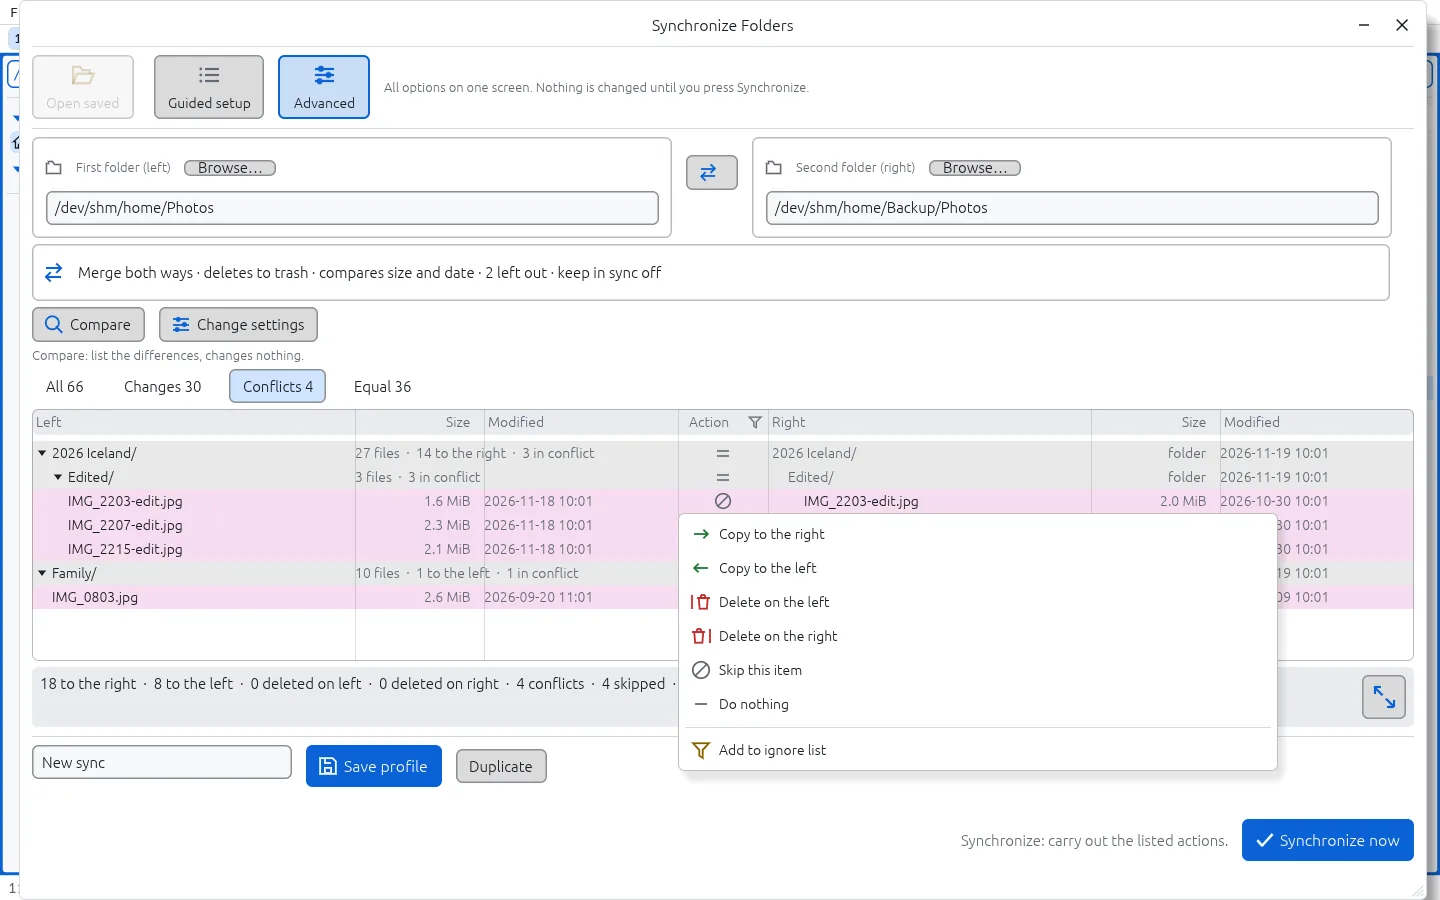 Synchronize Folders
Open saved
Guided setup
Advanced
All options on one screen. Nothing is changed until you press Synchronize.
First folder (left) Browse...
/dev/shm/home/Photos
Second folder (right) Browse...
/dev/shm/home/Backup/Photos
Merge both ways · deletes to trash · compares size and date · 2 left out · keep in sync off
Compare
Change settings
Compare: list the differences, changes nothing.
All 66 Changes 30 Conflicts 4 Equal 36
Left Size Modified Action Right Size Modified
2026 Iceland/ 27 files · 14 to the right · 3 in conflict = 2026 Iceland/ folder 2026-11-19 10:01
Edited/ 3 files · 3 in conflict = Edited/ folder 2026-11-19 10:01
IMG_2203-edit.jpg 1.6 MiB 2026-11-18 10:01 IMG_2203-edit.jpg 2.0 MiB 2026-10-30 10:01
IMG_2207-edit.jpg 2.3 MiB 2026-11-18 10:01 30 10:01
IMG_2215-edit.jpg 2.1 MiB 2026-11-18 10:01 30 10:01
Family/ 10 files · 1 to the left · 1 in conflict 19 10:01
IMG_0803.jpg 2.6 MiB 2026-09-20 11:01 09 10:01
Copy to the right
Copy to the left
Delete on the left
Delete on the right
Skip this item
Do nothing
Add to ignore list
18 to the right · 8 to the left · 0 deleted on left · 0 deleted on right · 4 conflicts · 4 skipped ·
New sync
Save profile
Duplicate
Synchronize: carry out the listed actions.
Synchronize now